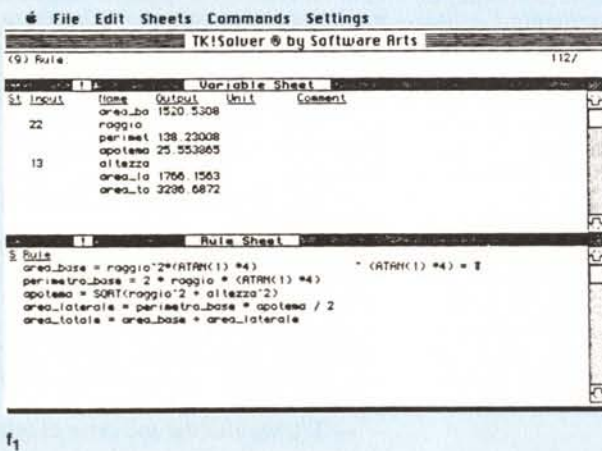 File Edit Sheets Commands Settings
TK!Solver ® by Software Arts
(9) Rule: 112/
! Variable Sheet
St Input Name Output Unit Comment
area_ba 1520.5308
22 raggio
perimet 138.23008
apotema 25.553865
13 altezza
area_la 1766.1563
area_to 3286.6872
! Rule Sheet
S Rule
area_base = raggio^2*(ATAN(1) *4) " (ATAN(1) *4) = π
perimetro_base = 2 * raggio * (ATAN(1) *4)
apotema = SQRT(raggio^2 + altezza^2)
area_laterale = perimetro_base * apotema / 2
area_totale = area_base + area_laterale
f1